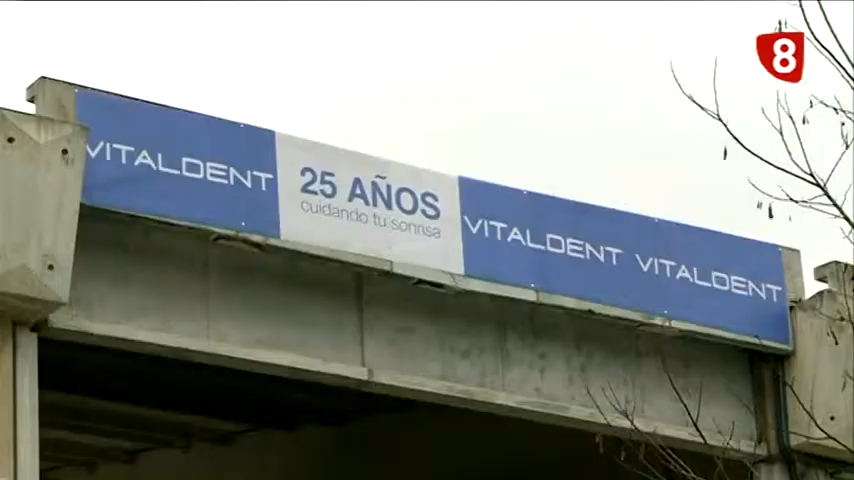 8
VITALDENT
25 AÑOS
cuidando tu sonrisa
VITALDENT VITALDENT